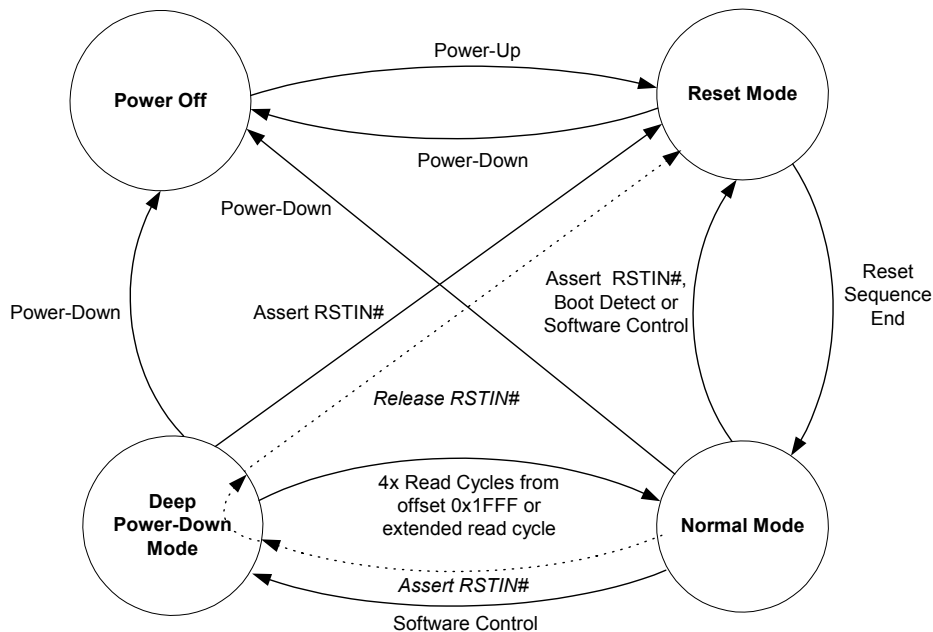 Power-Up
Power Off
Reset Mode
Power-Down
Power-Down
Assert RSTIN#,
Boot Detect or
Software Control
Reset
Sequence
End
Power-Down
Assert RSTIN#
Release RSTIN#
4x Read Cycles from
offset 0x1FFF or
extended read cycle
Deep
Power-Down
Mode
Normal Mode
Assert RSTIN#
Software Control